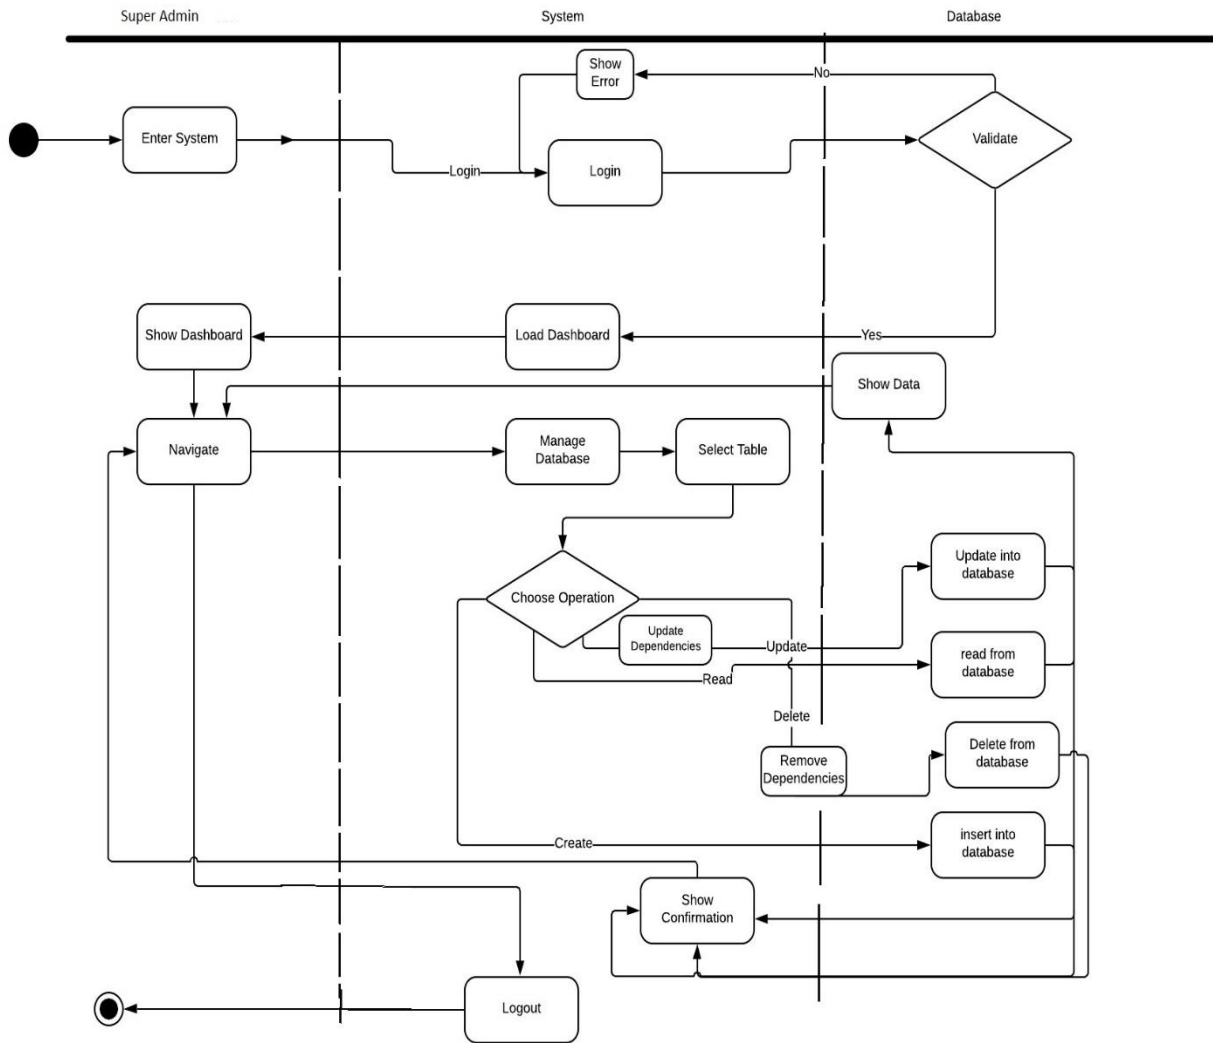 Super Admin
System
Database
Show
Error
No
Enter System
Validate
Login
Login
Show Dashboard
Load Dashboard
Yes
Show Data
Navigate
Manage
Database
Select Table
Update into
database
Choose Operation
Update
Dependencies
Update
read from
database
Read
Delete
Delete from
database
Remove
Dependencies
insert into
database
Create
Show
Confirmation
Logout